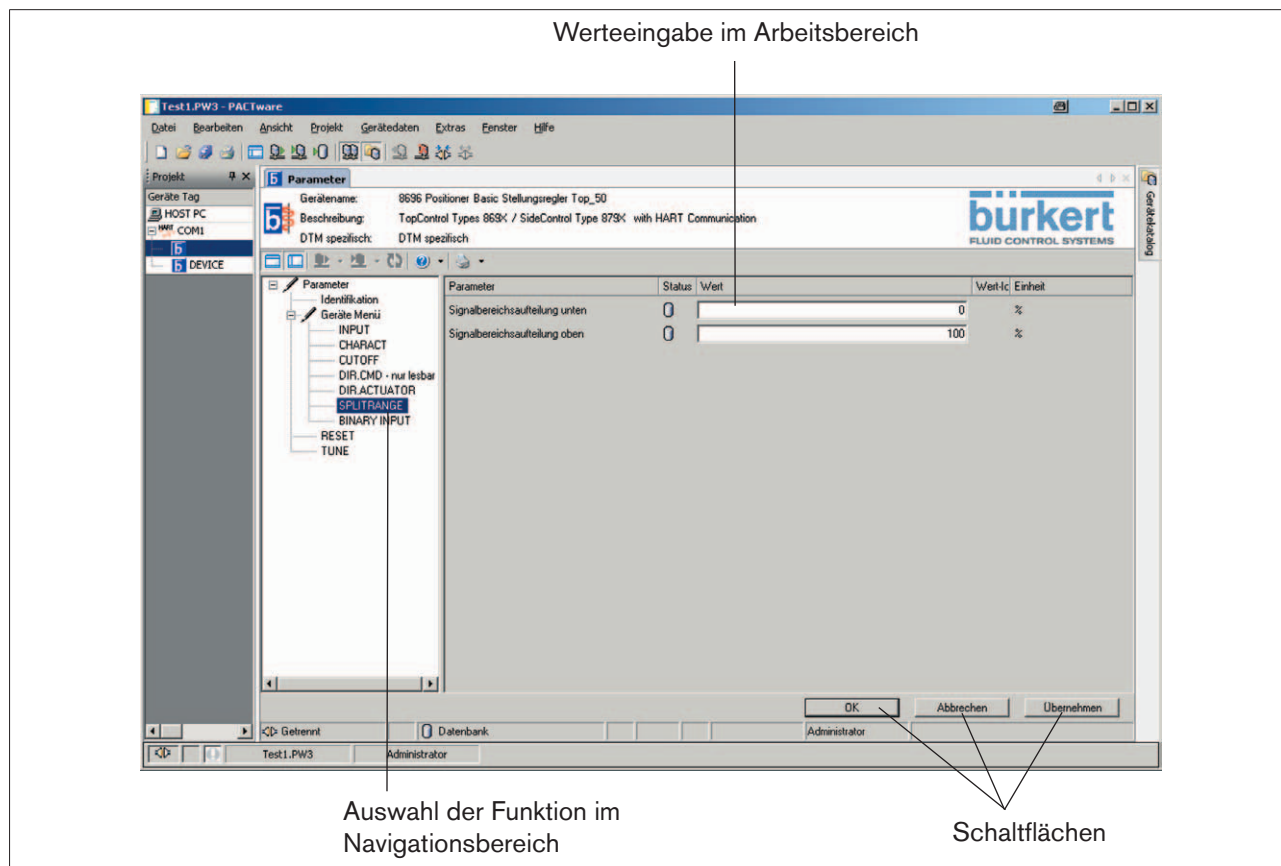 Werteeingabe im Arbeitsbereich
Test1.PW3 - PACTware
Datei Bearbeiten Ansicht Projekt Gerätedaten Extras Fenster Hilfe
Projekt
Parameter
Geräte Tag
HOST PC
HART COM1
DEVICE
Gerätename: 8696 Positioner Basic Stellungsregler Top_50
Beschreibung: TopControl Types 869X / SideControl Type 879X with HART Communication
DTM spezifisch: DTM spezifisch
bürkert
FLUID CONTROL SYSTEMS
Gerätekatalog
Parameter
Identifikation
Geräte Menü
INPUT
CHARACT
CUTOFF
DIR.CMD - nur lesbar
DIR.ACTUATOR
SPLITRANGE
BINARY INPUT
RESET
TUNE
Parameter Status Wert Wert-Ic Einheit
Signalbereichsaufteilung unten 0 %
Signalbereichsaufteilung oben 100 %
OK Abbrechen Übernehmen
Getrennt Datenbank Administrator
Test1.PW3 Administrator
Auswahl der Funktion im
Navigationsbereich
Schaltflächen